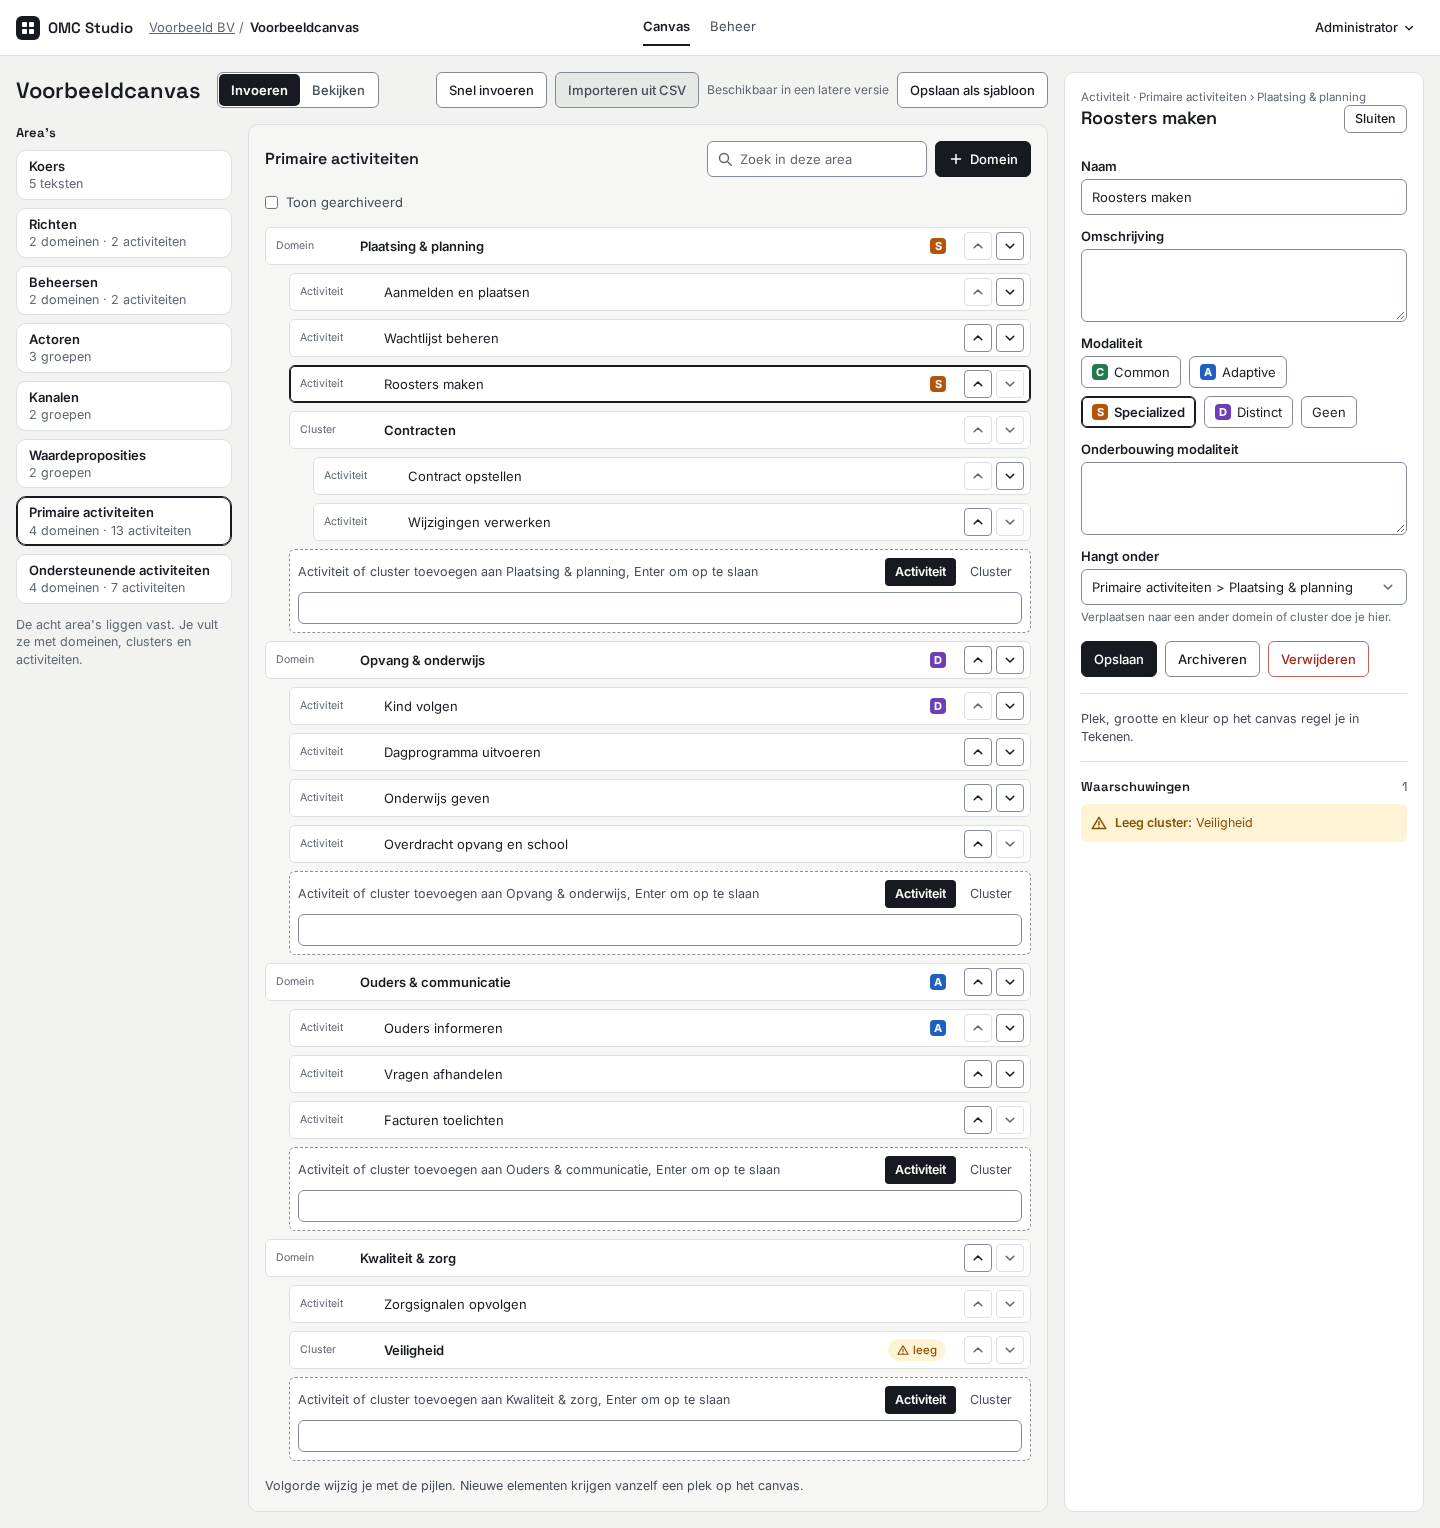 OMC Studio
Voorbeeld BV / Voorbeeldcanvas
Canvas
Beheer
Administrator
Voorbeeldcanvas
Invoeren
Bekijken
Snel invoeren
Importeren uit CSV
Beschikbaar in een latere versie
Opslaan als sjabloon
Area's
Koers
5 teksten
Richten
2 domeinen · 2 activiteiten
Beheersen
2 domeinen · 2 activiteiten
Actoren
3 groepen
Kanalen
2 groepen
Waardeproposities
2 groepen
Primaire activiteiten
4 domeinen · 13 activiteiten
Ondersteunende activiteiten
4 domeinen · 7 activiteiten
De acht area's liggen vast. Je vult
ze met domeinen, clusters en
activiteiten.
Primaire activiteiten
Zoek in deze area
+ Domein
Toon gearchiveerd
Domein Plaatsing & planning S
Activiteit Aanmelden en plaatsen
Activiteit Wachtlijst beheren
Activiteit Roosters maken S
Cluster Contracten
Activiteit Contract opstellen
Activiteit Wijzigingen verwerken
Activiteit of cluster toevoegen aan Plaatsing & planning, Enter om op te slaan Activiteit Cluster
Domein Opvang & onderwijs D
Activiteit Kind volgen D
Activiteit Dagprogramma uitvoeren
Activiteit Onderwijs geven
Activiteit Overdracht opvang en school
Activiteit of cluster toevoegen aan Opvang & onderwijs, Enter om op te slaan Activiteit Cluster
Domein Ouders & communicatie A
Activiteit Ouders informeren A
Activiteit Vragen afhandelen
Activiteit Facturen toelichten
Activiteit of cluster toevoegen aan Ouders & communicatie, Enter om op te slaan Activiteit Cluster
Domein Kwaliteit & zorg
Activiteit Zorgsignalen opvolgen
Cluster Veiligheid leeg
Activiteit of cluster toevoegen aan Kwaliteit & zorg, Enter om op te slaan Activiteit Cluster
Volgorde wijzig je met de pijlen. Nieuwe elementen krijgen vanzelf een plek op het canvas.
Activiteit · Primaire activiteiten › Plaatsing & planning
Roosters maken
Sluiten
Naam
Roosters maken
Omschrijving
Modaliteit
C Common
A Adaptive
S Specialized
D Distinct
Geen
Onderbouwing modaliteit
Hangt onder
Primaire activiteiten > Plaatsing & planning
Verplaatsen naar een ander domein of cluster doe je hier.
Opslaan
Archiveren
Verwijderen
Plek, grootte en kleur op het canvas regel je in
Tekenen.
Waarschuwingen 1
Leeg cluster: Veiligheid